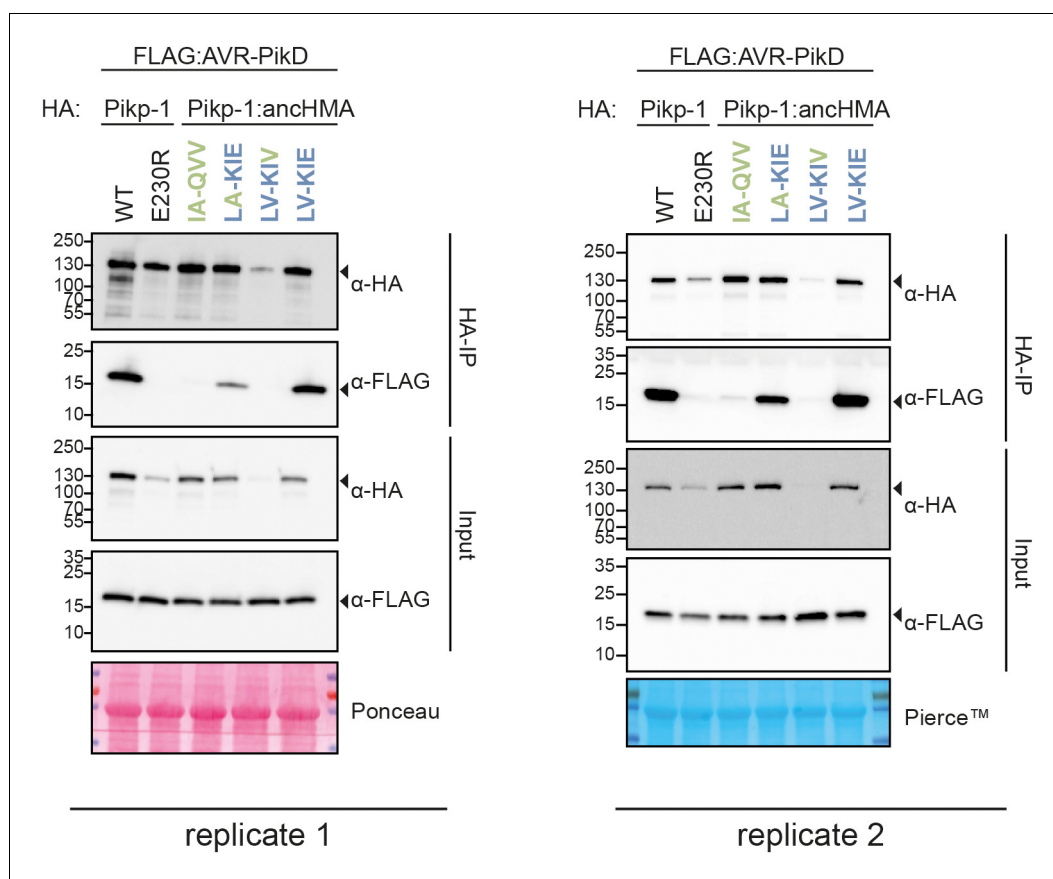 FLAG:AVR-PikD
HA: Pikp-1 Pikp-1:ancHMA
WT
E230R
IA-QVV
LA-KIE
LV-KIV
LV-KIE
250
130
100
70
55
α-HA
25
15
10
α-FLAG
HA-IP
250
130
100
70
55
α-HA
35
25
15
10
α-FLAG
Input
Ponceau
replicate 1
FLAG:AVR-PikD
HA: Pikp-1 Pikp-1:ancHMA
WT
E230R
IA-QVV
LA-KIE
LV-KIV
LV-KIE
250
130
100
70
55
α-HA
35
25
15
α-FLAG
HA-IP
250
130
100
70
55
α-HA
35
25
15
10
α-FLAG
Input
Pierce™
replicate 2